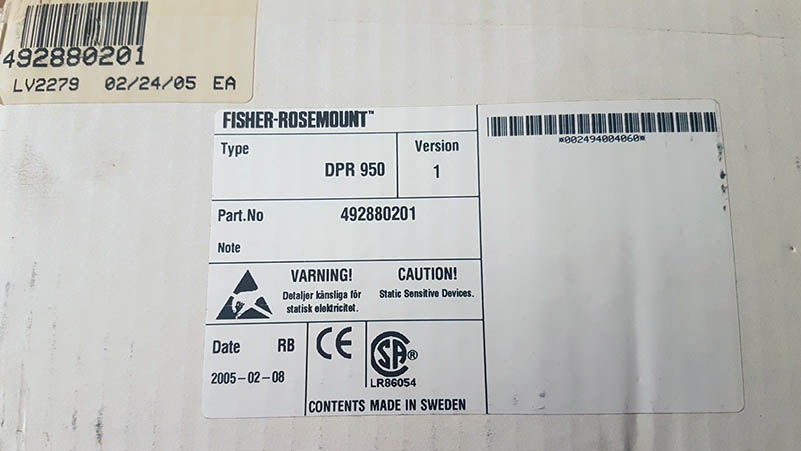 492880201
LV2279 02/24/05 EA
FISHER-ROSEMOUNT™
Type
DPR 950
Version
1
*002494004060*
Part.No 492880201
Note
VARNING!
Detaljer känsliga för
statisk elektricitet.
CAUTION!
Static Sensitive Devices.
Date RB
2005-02-08
CE
SA®
LR86054
CONTENTS MADE IN SWEDEN